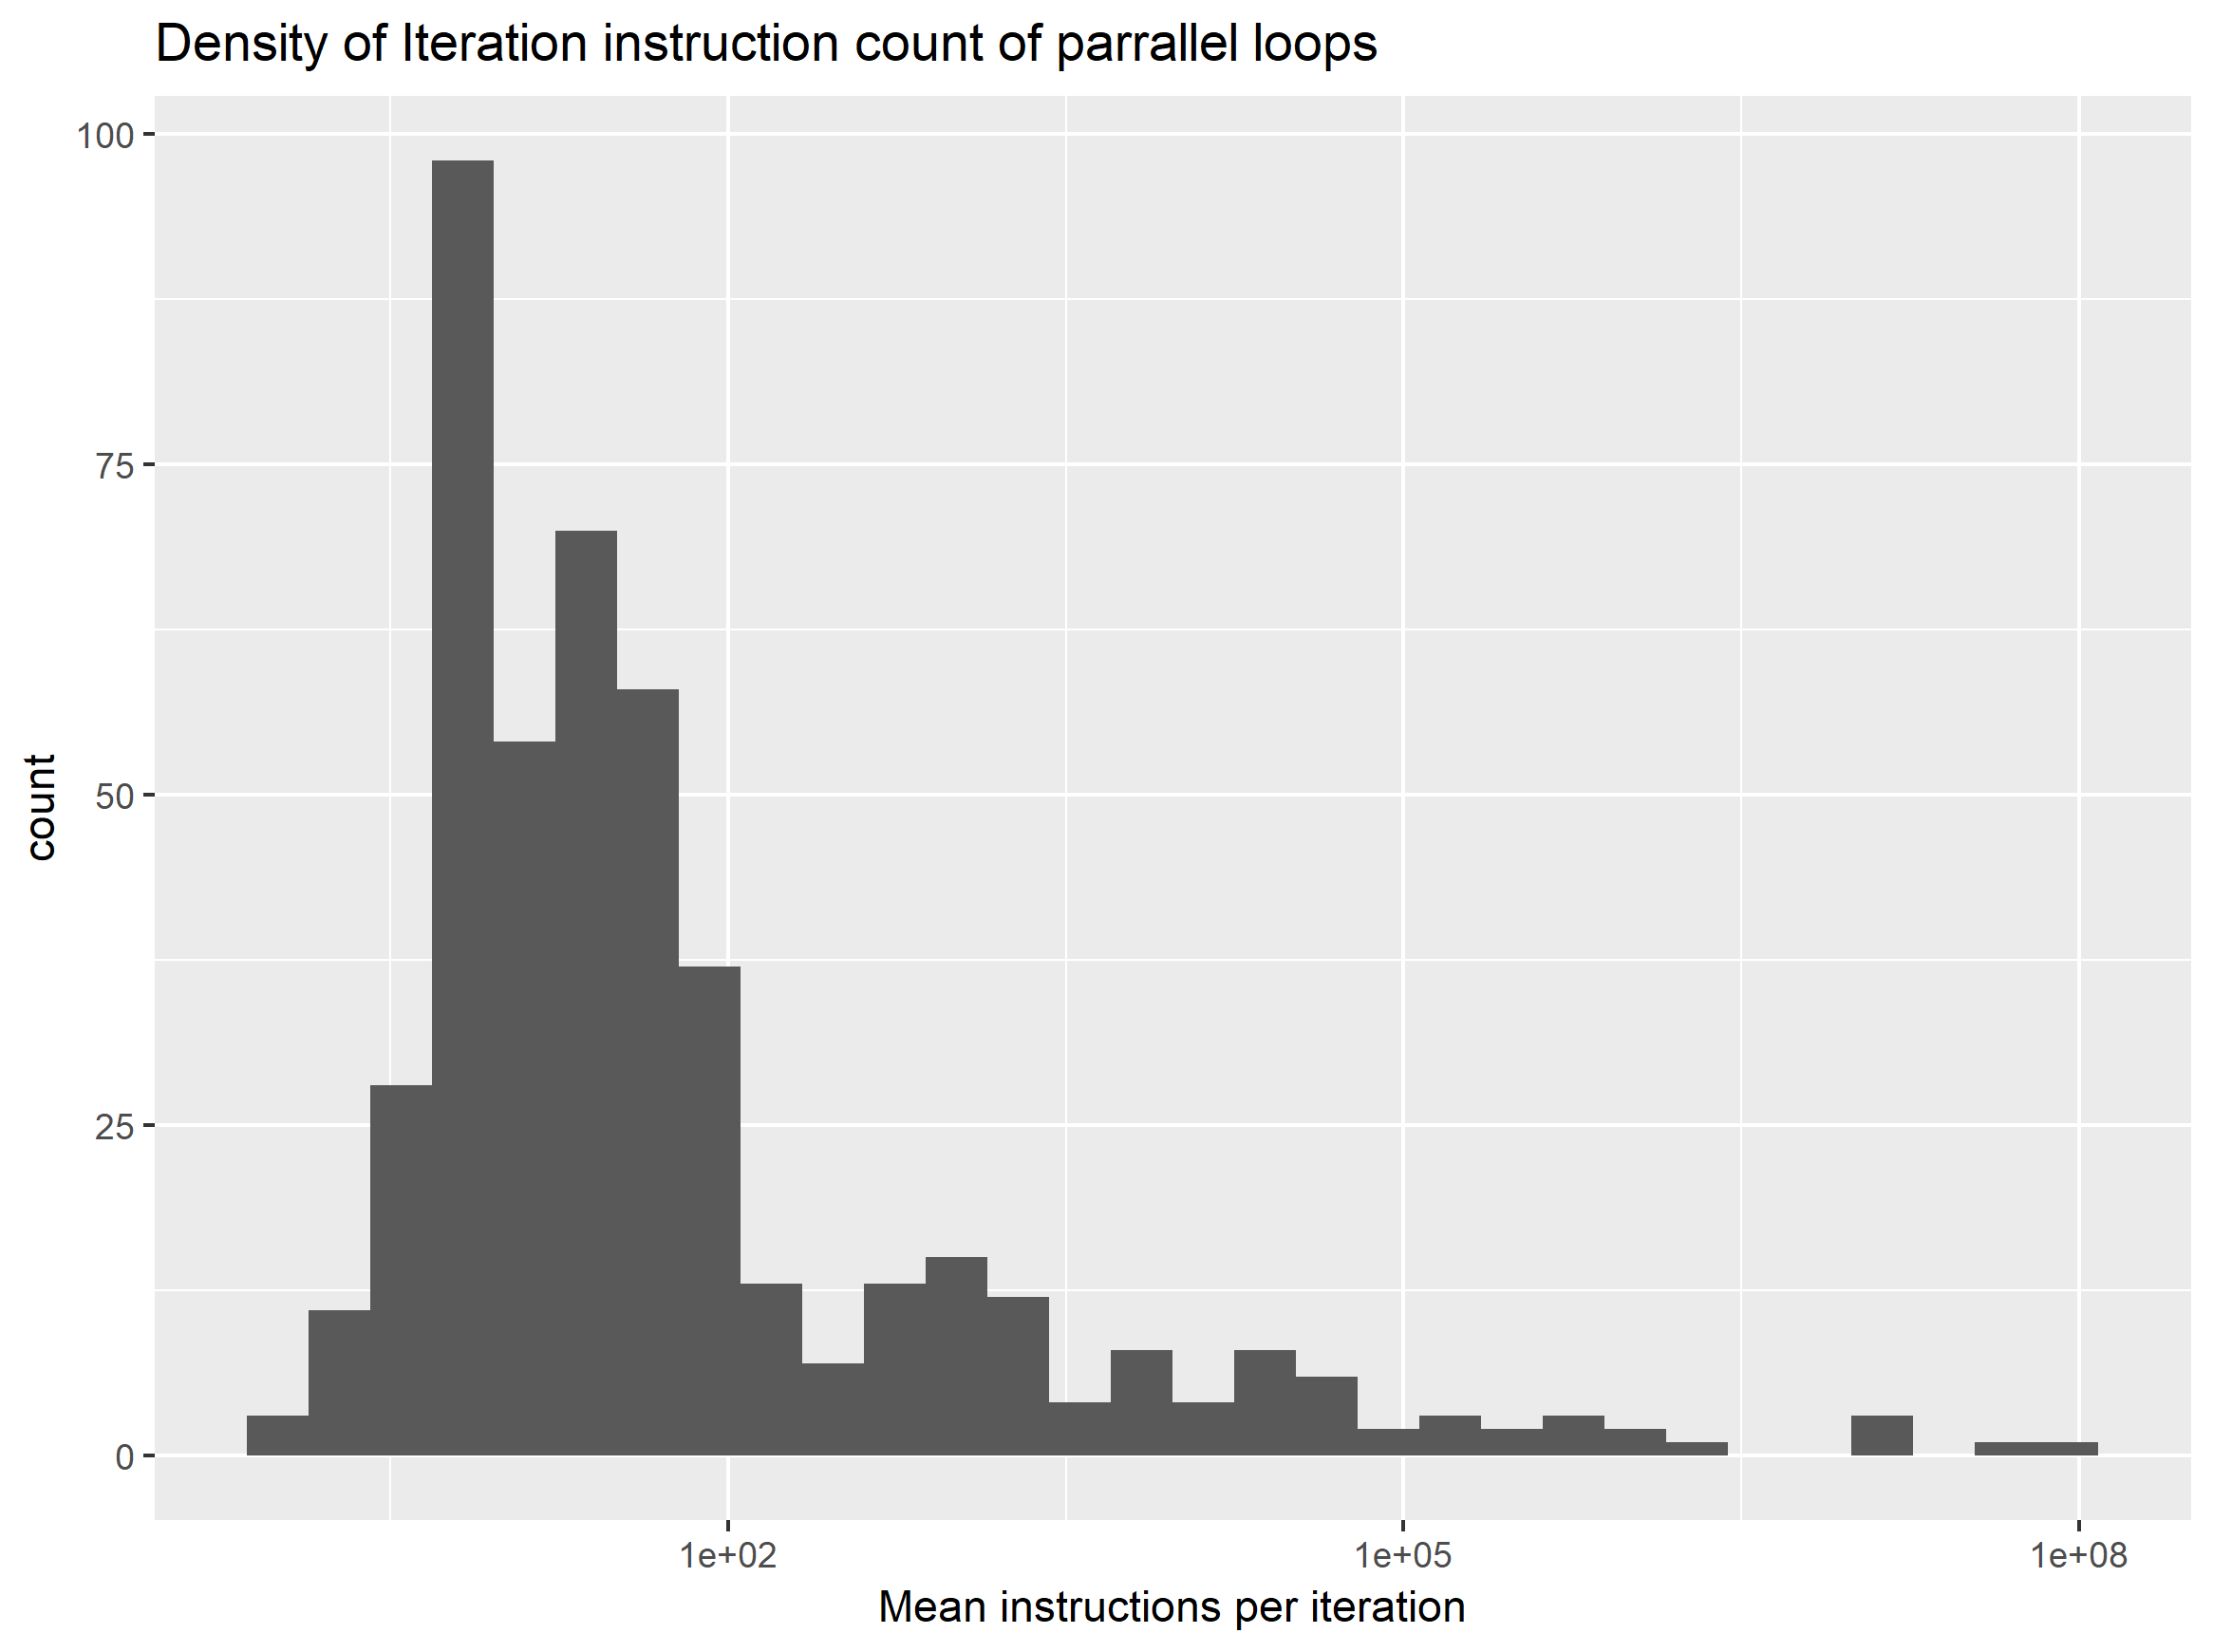 Density of Iteration instruction count of parrallel loops
100
75
50
25
0
count
1e+02 1e+05 1e+08
Mean instructions per iteration